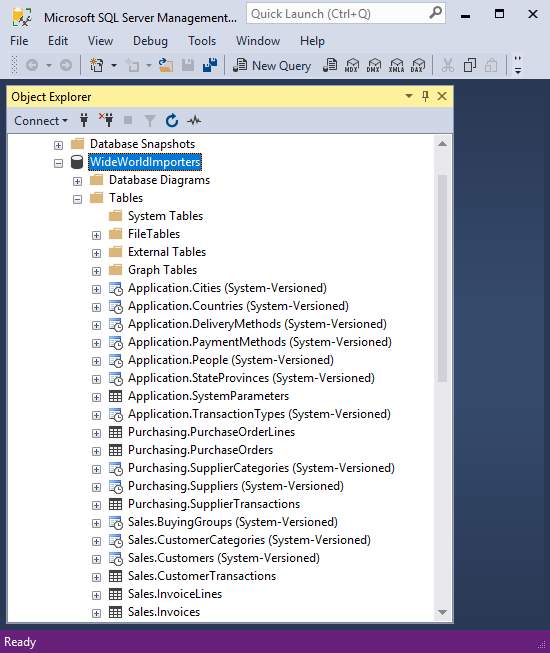 Microsoft SQL Server Management...
Quick Launch (Ctrl+Q)
File Edit View Debug Tools Window Help
New Query MDX DMX XMLA DAX
Object Explorer
Connect
Database Snapshots
WideWorldImporters
Database Diagrams
Tables
System Tables
FileTables
External Tables
Graph Tables
Application.Cities (System-Versioned)
Application.Countries (System-Versioned)
Application.DeliveryMethods (System-Versioned)
Application.PaymentMethods (System-Versioned)
Application.People (System-Versioned)
Application.StateProvinces (System-Versioned)
Application.SystemParameters
Application.TransactionTypes (System-Versioned)
Purchasing.PurchaseOrderLines
Purchasing.PurchaseOrders
Purchasing.SupplierCategories (System-Versioned)
Purchasing.Suppliers (System-Versioned)
Purchasing.SupplierTransactions
Sales.BuyingGroups (System-Versioned)
Sales.CustomerCategories (System-Versioned)
Sales.Customers (System-Versioned)
Sales.CustomerTransactions
Sales.InvoiceLines
Sales.Invoices
Ready